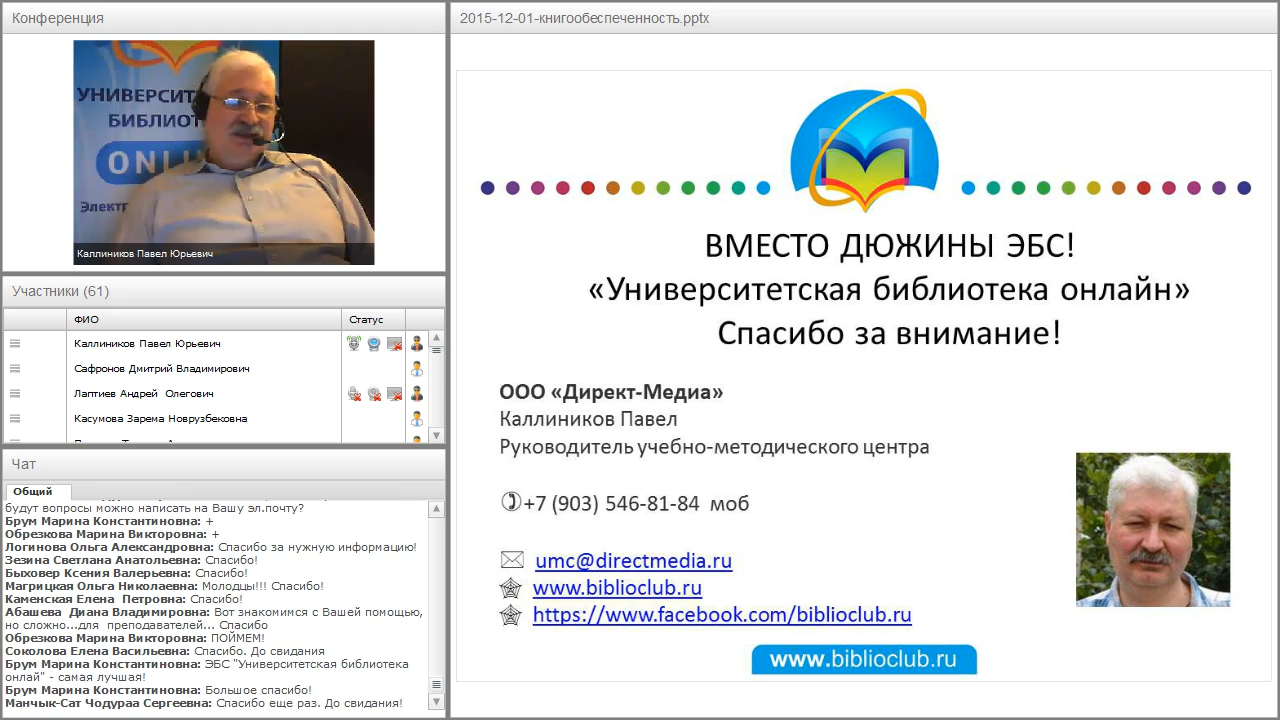 Конференция
УНИВЕРСИТ
БИБЛИОТ
ONLI
Элект
Каллиников Павел Юрьевич
Участники (61)
ФИО
Статус
Каллиников Павел Юрьевич
Сафронов Дмитрий Владимирович
Лаптиев Андрей Олегович
Касумова Зарема Новрузбековна
Чат
Общий
будут вопросы можно написать на Вашу эл.почту?
Брум Марина Константиновна: +
Обрезкова Марина Викторовна: +
Логинова Ольга Александровна: Спасибо за нужную информацию!
Зезина Светлана Анатольевна: Спасибо!
Быховер Ксения Валерьевна: Спасибо!
Магрицкая Ольга Николаевна: Молодцы!!! Спасибо!
Каменская Елена Петровна: Спасибо!
Абашева Диана Владимировна: Вот знакомимся с Вашей помощью,
но сложно...для преподавателей... Спасибо
Обрезкова Марина Викторовна: ПОЙМЕМ!
Соколова Елена Васильевна: Спасибо. До свидания
Брум Марина Константиновна: ЭБС "Университетская библиотека
онлай" - самая лучшая!
Брум Марина Константиновна: Большое спасибо!
Манчык-Сат Чодураа Сергеевна: Спасибо еще раз. До свидания!
2015-12-01-книгообеспеченность.pptx
ВМЕСТО ДЮЖИНЫ ЭБС!
«Университетская библиотека онлайн»
Спасибо за внимание!
ООО «Директ-Медиа»
Каллиников Павел
Руководитель учебно-методического центра
+7 (903) 546-81-84 моб
umc@directmedia.ru
www.biblioclub.ru
https://www.facebook.com/biblioclub.ru
www.biblioclub.ru